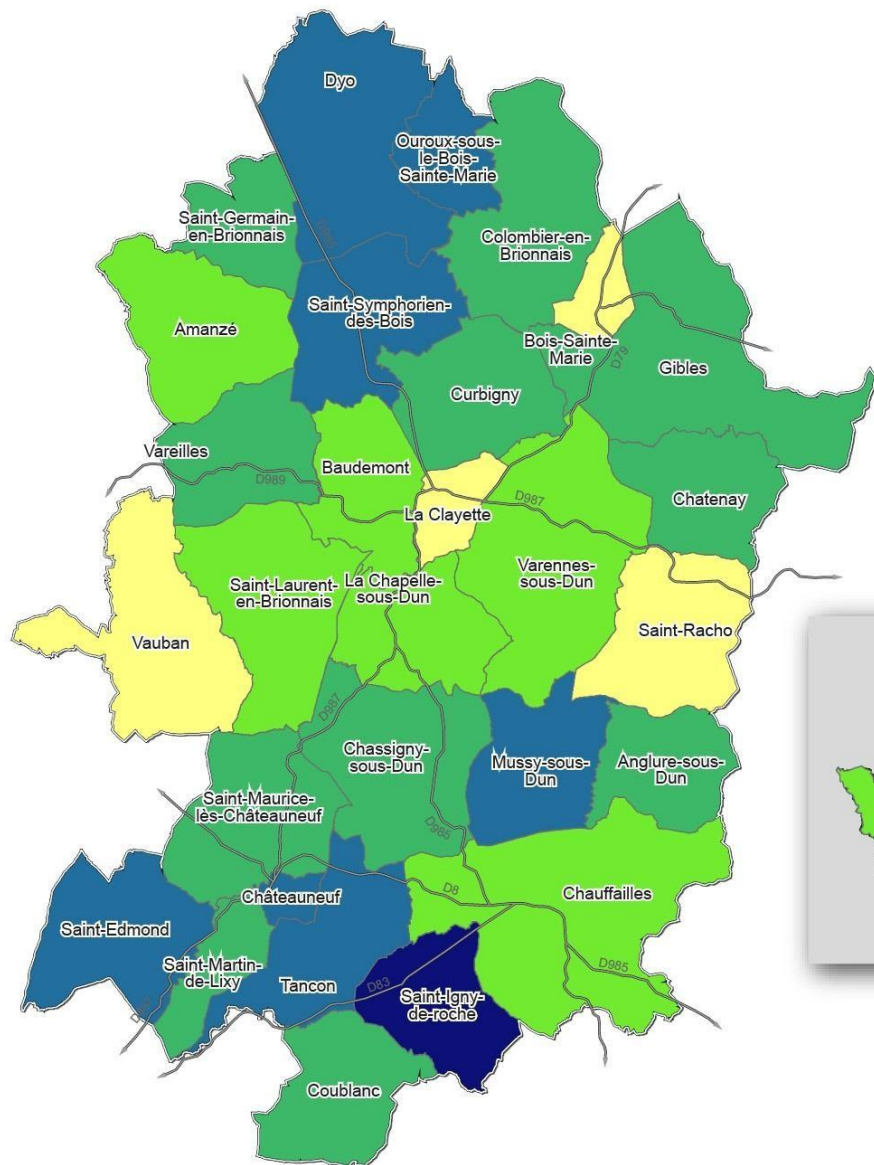 Dyo
Ouroux-sous-
le-Bois-
Sainte-Marie
Saint-Germain-
en-Brionnais
D985
Colombier-en-
Brionnais
Saint-Symphorien-
des-Bois
Amanzé
Bois-Sainte-
Marie
D79
Gibles
Curbigny
Vareilles
Baudemont
D989
La Clayette
D987
Chatenay
Saint-Laurent-
en-Brionnais
La Chapelle-
sous-Dun
Varennes-
sous-Dun
Vauban
Saint-Racho
D987
Chassigny-
sous-Dun
Mussy-sous-
Dun
Anglure-sous-
Dun
Saint-Maurice-
lès-Châteauneuf
D985
Châteauneuf
D8
Chauffailles
Saint-Edmond
Saint-Martin-
de-Lixy
Tancon
D83
D985
Saint-Igny-
de-roche
Coublanc